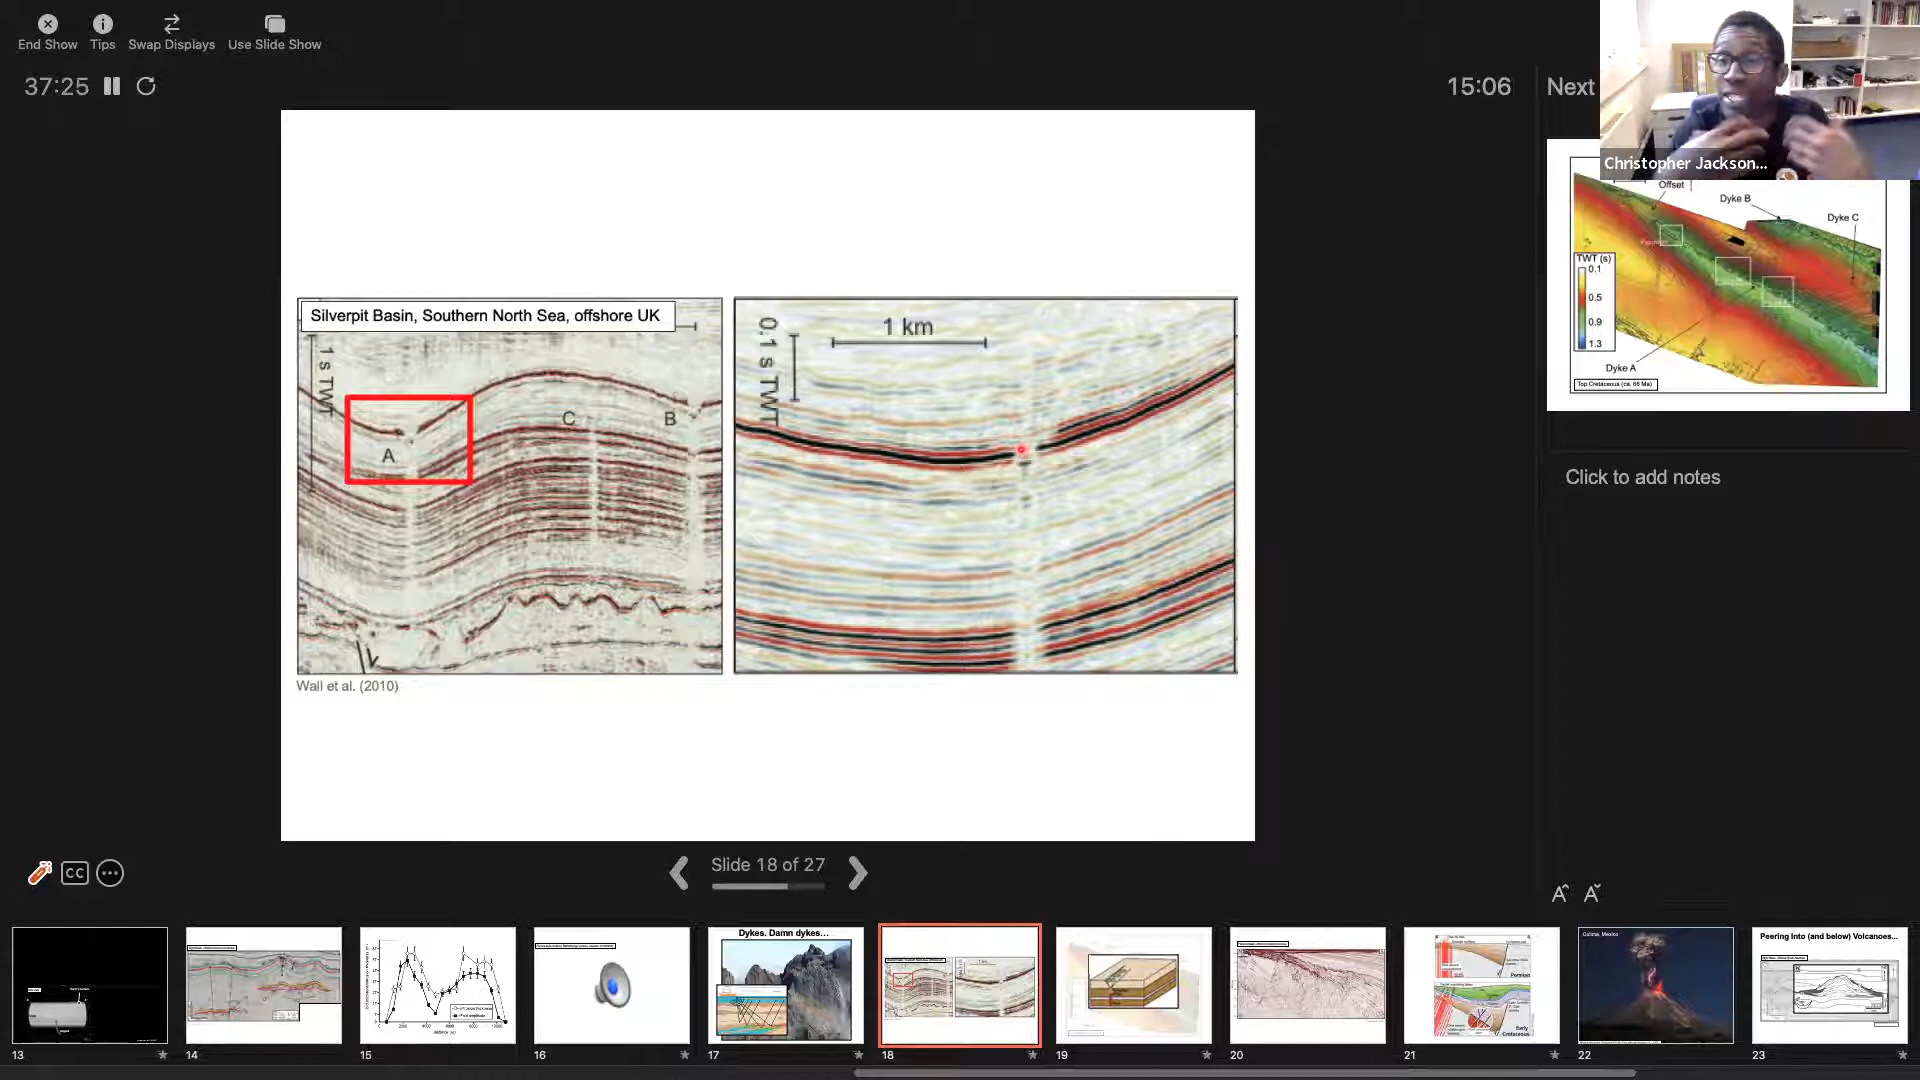 End Show
Tips
Swap Displays
Use Slide Show
37:25
15:06
Next
Christopher Jackson...
Silverpit Basin, Southern North Sea, offshore UK
1 s TWT
A
C
B
0.1 s TWT
1 km
Wall et al. (2010)
Offset
Dyke B
Dyke C
TWT (s)
0.1
0.5
0.9
1.3
Dyke A
Top Cretaceous (ca. 66 Ma)
Click to add notes
CC
Slide 18 of 27
Dykes. Damn dykes...
Colima, Mexico
Peering Into (and below) Volcanoes...
Permian
Early
Cretaceous
13
14
15
16
17
18
19
20
21
22
23